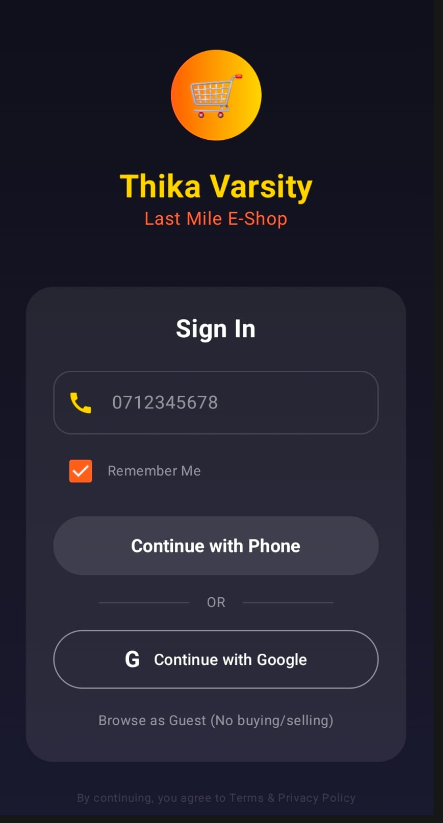 Thika Varsity
Last Mile E-Shop
Sign In
0712345678
Remember Me
Continue with Phone
OR
G Continue with Google
Browse as Guest (No buying/selling)
By continuing, you agree to Terms & Privacy Policy